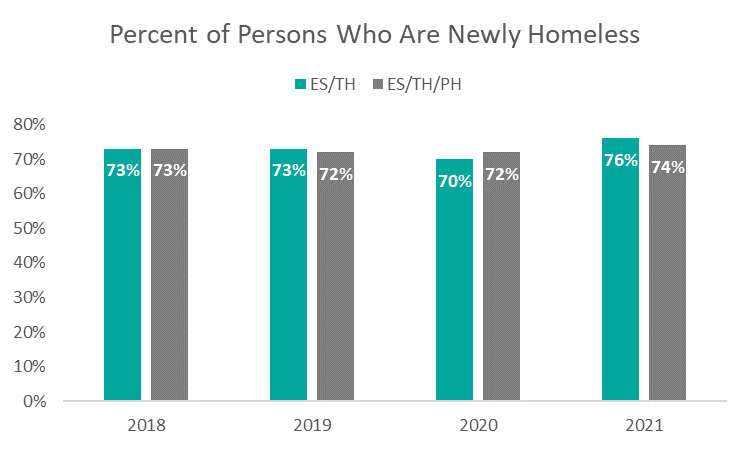 Percent of Persons Who Are Newly Homeless
ES/TH ES/TH/PH
80%
70%
60%
50%
40%
30%
20%
10%
0%
73% 73% 73% 72% 70% 72% 76% 74%
2018 2019 2020 2021